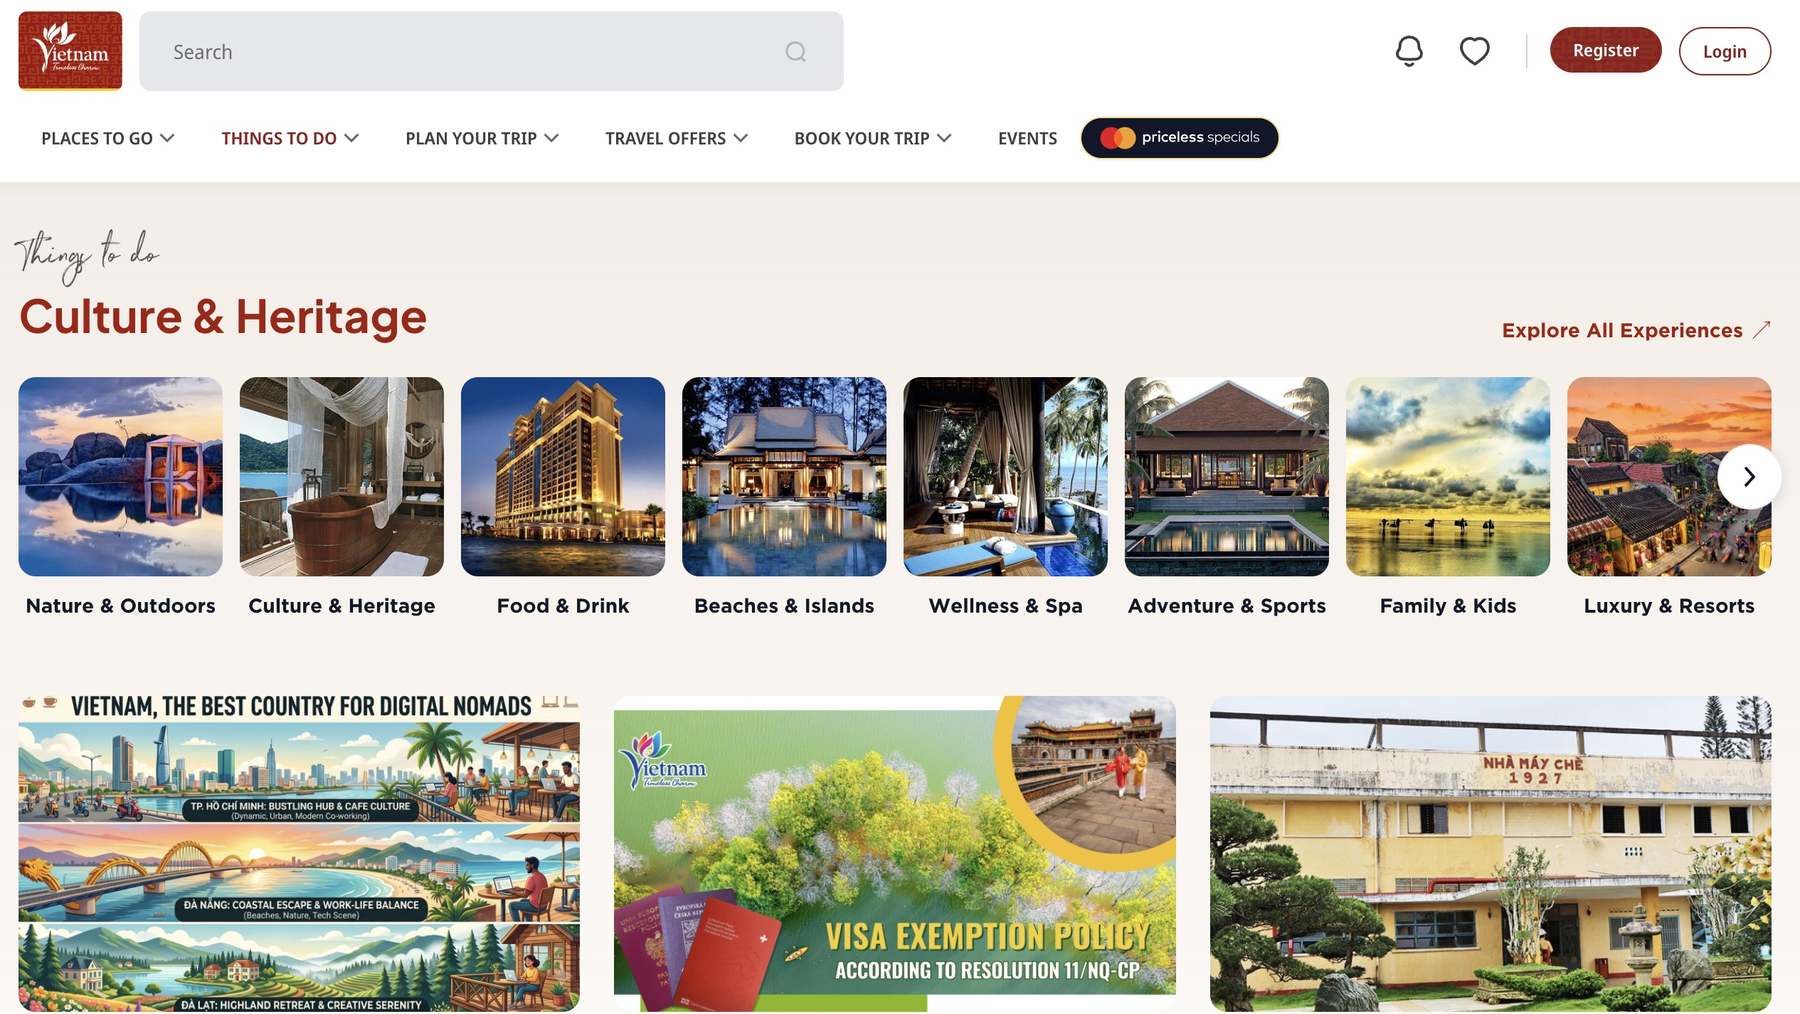 Vietnam
Timeless Charm
Search
Register
Login
PLACES TO GO
THINGS TO DO
PLAN YOUR TRIP
TRAVEL OFFERS
BOOK YOUR TRIP
EVENTS
priceless specials
Things to do
Culture & Heritage
Explore All Experiences
Nature & Outdoors
Culture & Heritage
Food & Drink
Beaches & Islands
Wellness & Spa
Adventure & Sports
Family & Kids
Luxury & Resorts
VIETNAM, THE BEST COUNTRY FOR DIGITAL NOMADS
TP. HỒ CHÍ MINH: BUSTLING HUB & CAFE CULTURE
(Dynamic, Urban, Modern Co-working)
ĐÀ NẴNG: COASTAL ESCAPE & WORK-LIFE BALANCE
(Beaches, Nature, Tech Scene)
ĐÀ LẠT: HIGHLAND RETREAT & CREATIVE SERENITY
Vietnam
Timeless Charm
VISA EXEMPTION POLICY
ACCORDING TO RESOLUTION 11/NQ-CP
NHÀ MÁY CHÈ
1927